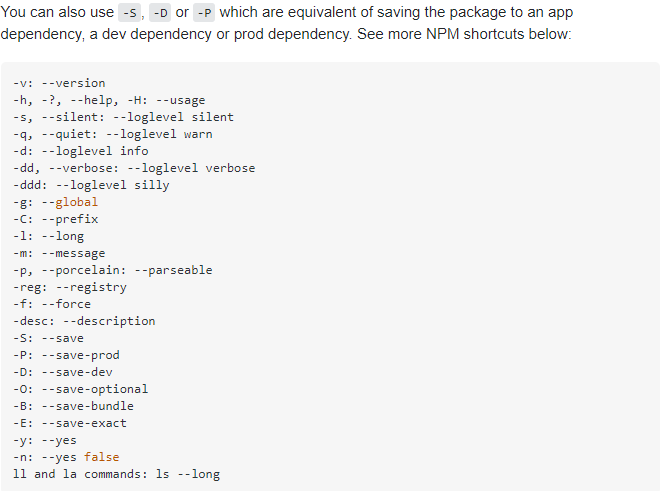 You can also use -S, -D or -P which are equivalent of saving the package to an app
dependency, a dev dependency or prod dependency. See more NPM shortcuts below:
-v: --version
-h, -?, --help, -H: --usage
-s, --silent: --loglevel silent
-q, --quiet: --loglevel warn
-d: --loglevel info
-dd, --verbose: --loglevel verbose
-ddd: --loglevel silly
-g: --global
-C: --prefix
-l: --long
-m: --message
-p, --porcelain: --parseable
-reg: --registry
-f: --force
-desc: --description
-S: --save
-P: --save-prod
-D: --save-dev
-O: --save-optional
-B: --save-bundle
-E: --save-exact
-y: --yes
-n: --yes false
ll and la commands: ls --long